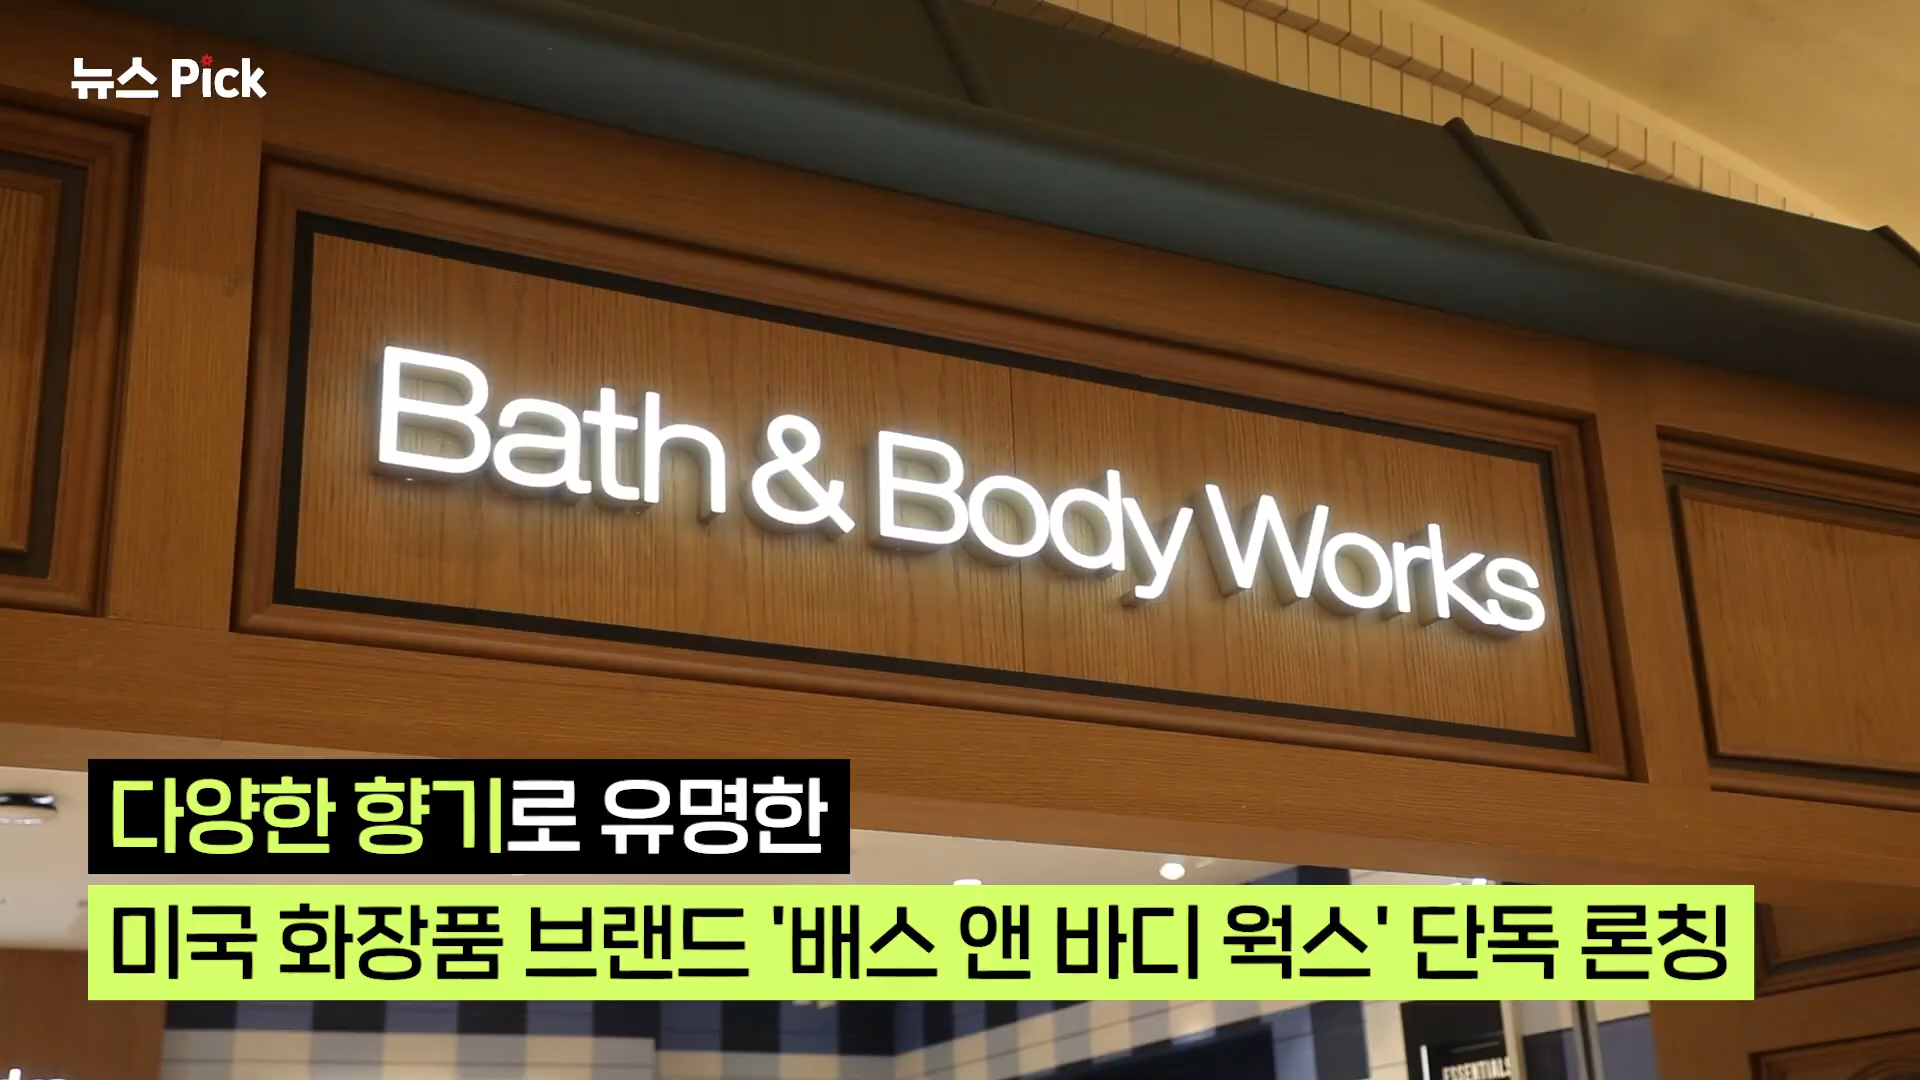 뉴스 Pick
Bath & Body Works
다양한 향기로 유명한
미국 화장품 브랜드 '배스 앤 바디 웍스' 단독 론칭
ESSENTIALS